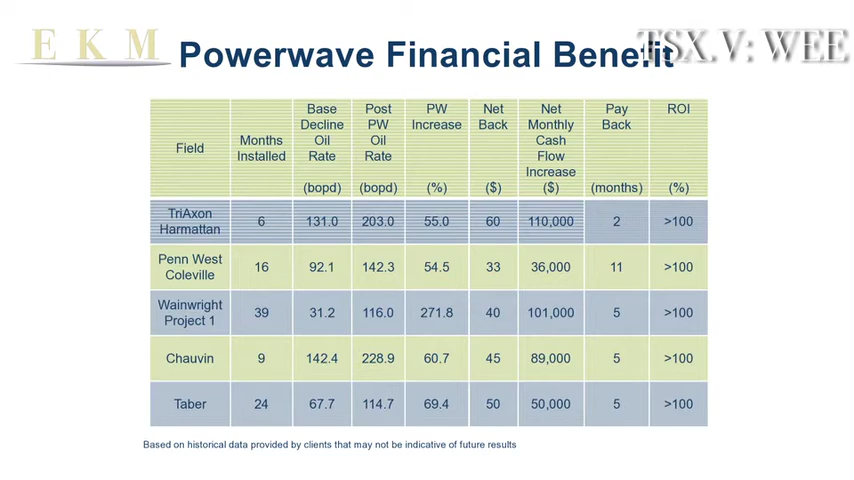 E K M
TSX.V: WEE
Powerwave Financial Benefit
Field Months Installed Base Decline Oil Rate (bopd) Post PW Oil Rate (bopd) PW Increase (%) Net Back ($) Net Monthly Cash Flow Increase ($) Pay Back (months) ROI (%)
TriAxon Harmattan 6 131.0 203.0 55.0 60 110,000 2 >100
Penn West Coleville 16 92.1 142.3 54.5 33 36,000 11 >100
Wainwright Project 1 39 31.2 116.0 271.8 40 101,000 5 >100
Chauvin 9 142.4 228.9 60.7 45 89,000 5 >100
Taber 24 67.7 114.7 69.4 50 50,000 5 >100
Based on historical data provided by clients that may not be indicative of future results